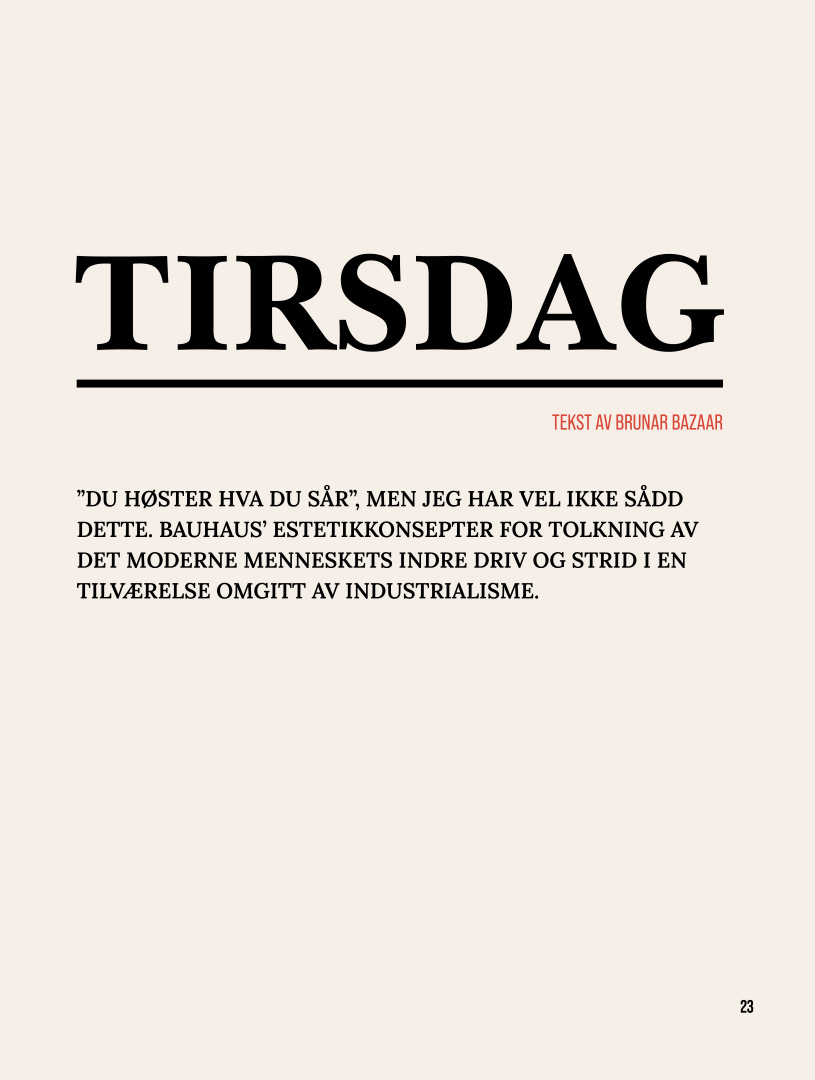 TIRSDAG
TEKST AV BRUNAR BAZAAR
”DU HØSTER HVA DU SÅR”, MEN JEG HAR VEL IKKE SÅDD
DETTE. BAUHAUS’ ESTETIKKONSEPTER FOR TOLKNING AV
DET MODERNE MENNESKETS INDRE DRIV OG STRID I EN
TILVÆRELSE OMGITT AV INDUSTRIALISME.
23